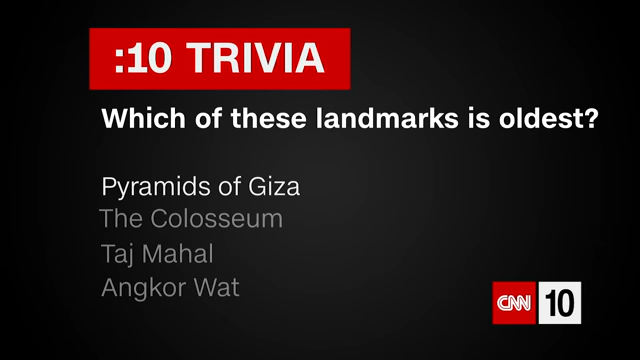 :10 TRIVIA
Which of these landmarks is oldest?
Pyramids of Giza
The Colosseum
Taj Mahal
Angkor Wat
CNN 10